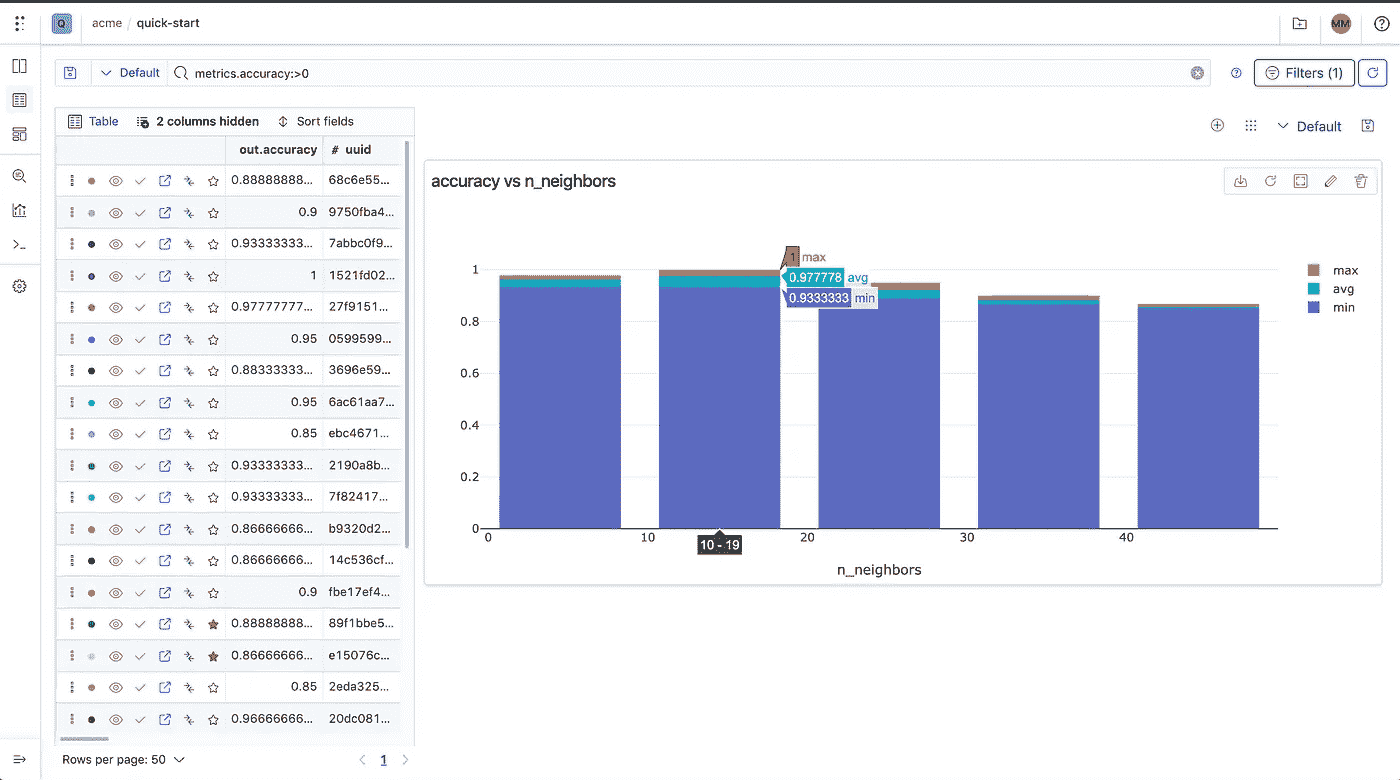 Q acme / quick-start MM
Default metrics.accuracy:>0 Filters (1)
Table 2 columns hidden Sort fields
Default
out.accuracy # uuid
0.88888888... 68c6e55...
0.9 9750fba4...
0.93333333... 7abbc0f9...
1 1521fd02...
0.97777777... 27f9151...
0.95 0599599...
0.88333333... 3696e59...
0.95 6ac61aa7...
0.85 ebc4671...
0.93333333... 2190a8b...
0.93333333... 7f82417...
0.86666666... b9320d2...
0.86666666... 14c536cf...
0.9 fbe17ef4...
0.88888888... 89f1bbe5...
0.86666666... e15076c...
0.85 2eda325...
0.96666666... 20dc081...
Rows per page: 50 1
accuracy vs n_neighbors
1 max
0.977778 avg
0.9333333 min
max
avg
min
1
0.8
0.6
0.4
0.2
0
0 10 20 30 40
10 - 19
n_neighbors